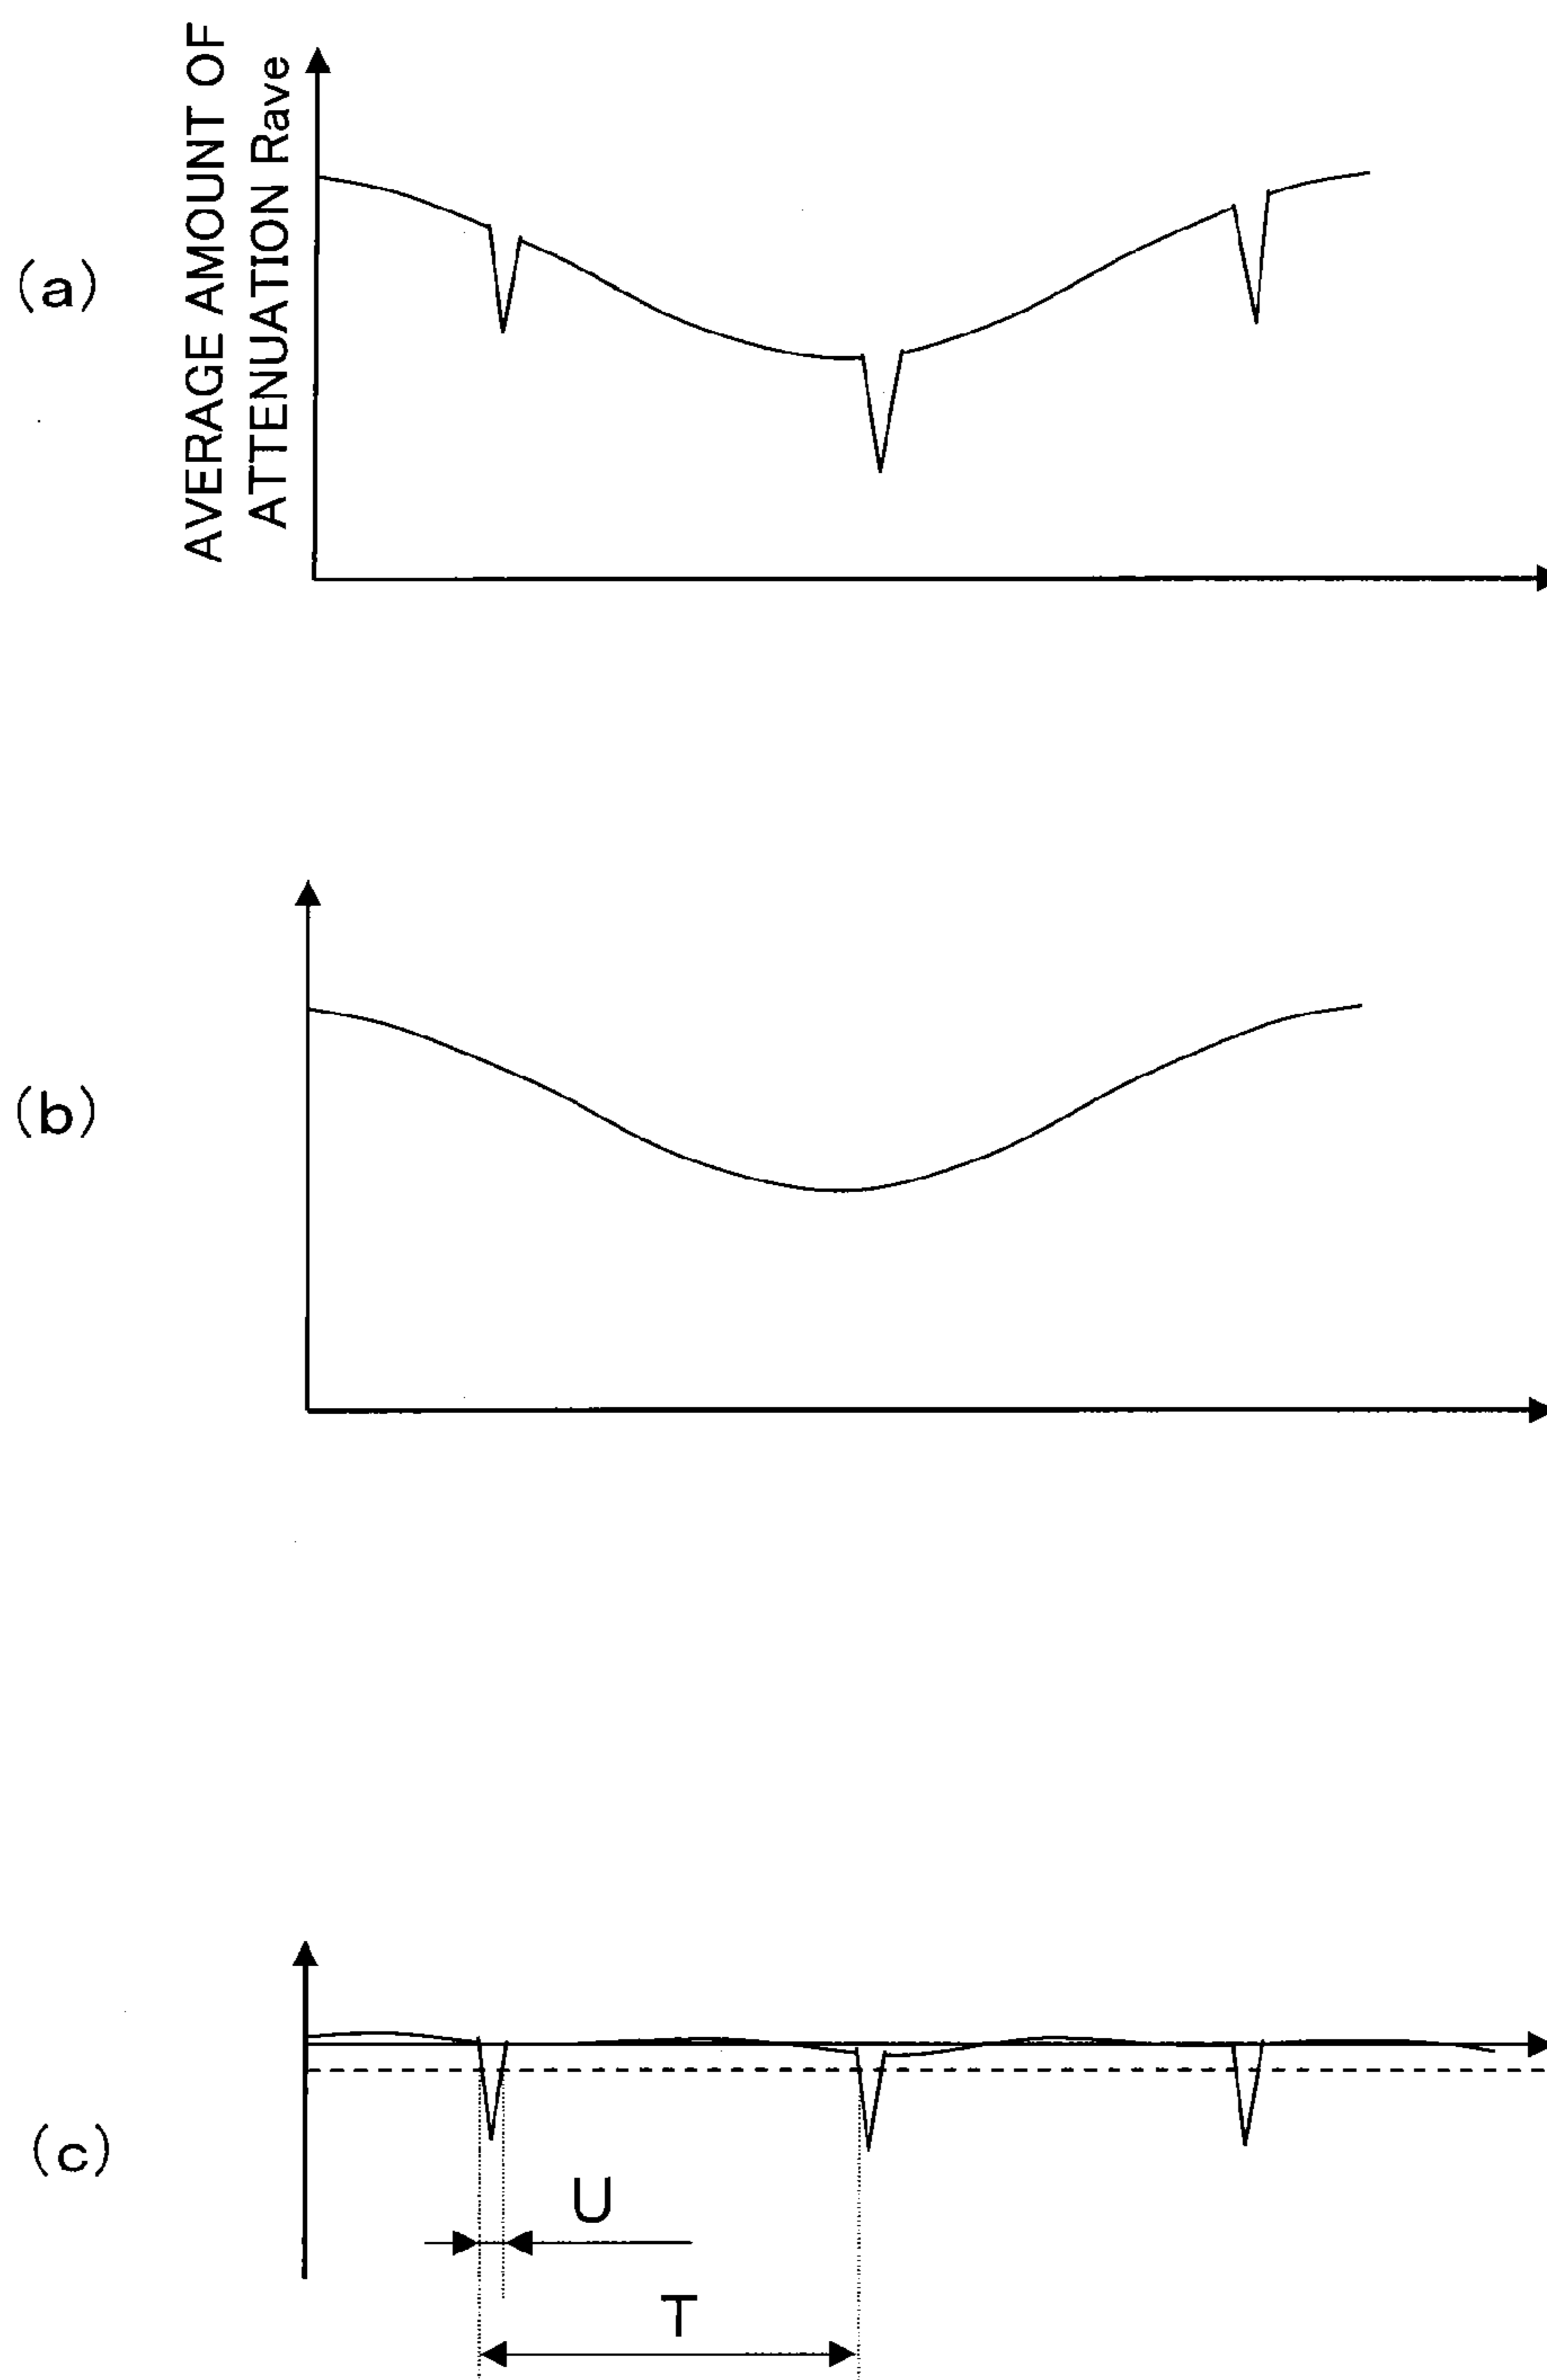 AVERAGE AMOUNT OF
ATTENUATION Rave
(a)
(b)
(c)
U
T